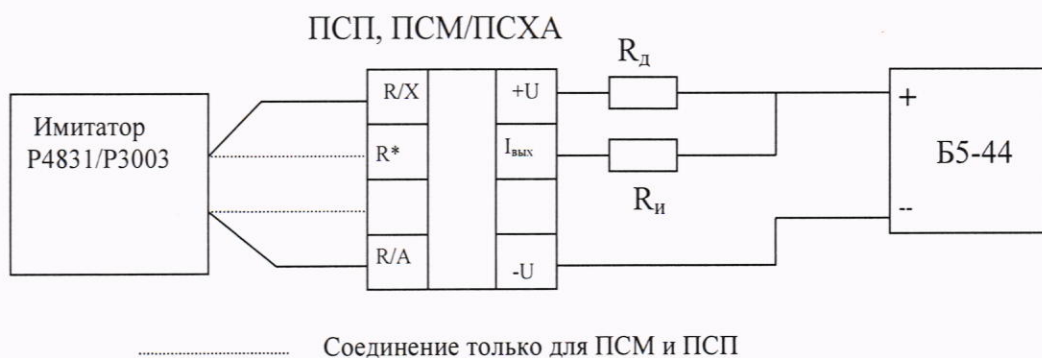 ПСП, ПСМ/ПСХА
Имитатор
Р4831/Р3003
R/X
R*
R/A
+U
Iвых
-U
Rд
Rи
+
--
Б5-44
Соединение только для ПСМ и ПСП